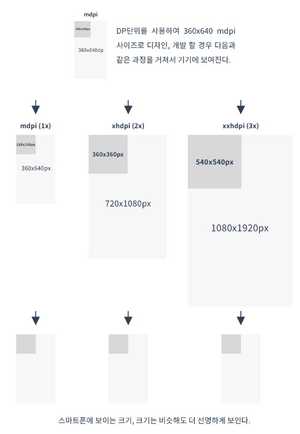 mdpi
DP단위를 사용하여 360x640 mdpi
사이즈로 디자인, 개발 할 경우 다음과
같은 과정을 거쳐서 기기에 보여진다.
360x640px
mdpi (1x)
xhdpi (2x)
xxhdpi (3x)
360x360px
540x540px
360x640px
720x1080px
1080x1920px
스마트폰에 보이는 크기, 크기는 비슷해도 더 선명하게 보인다.